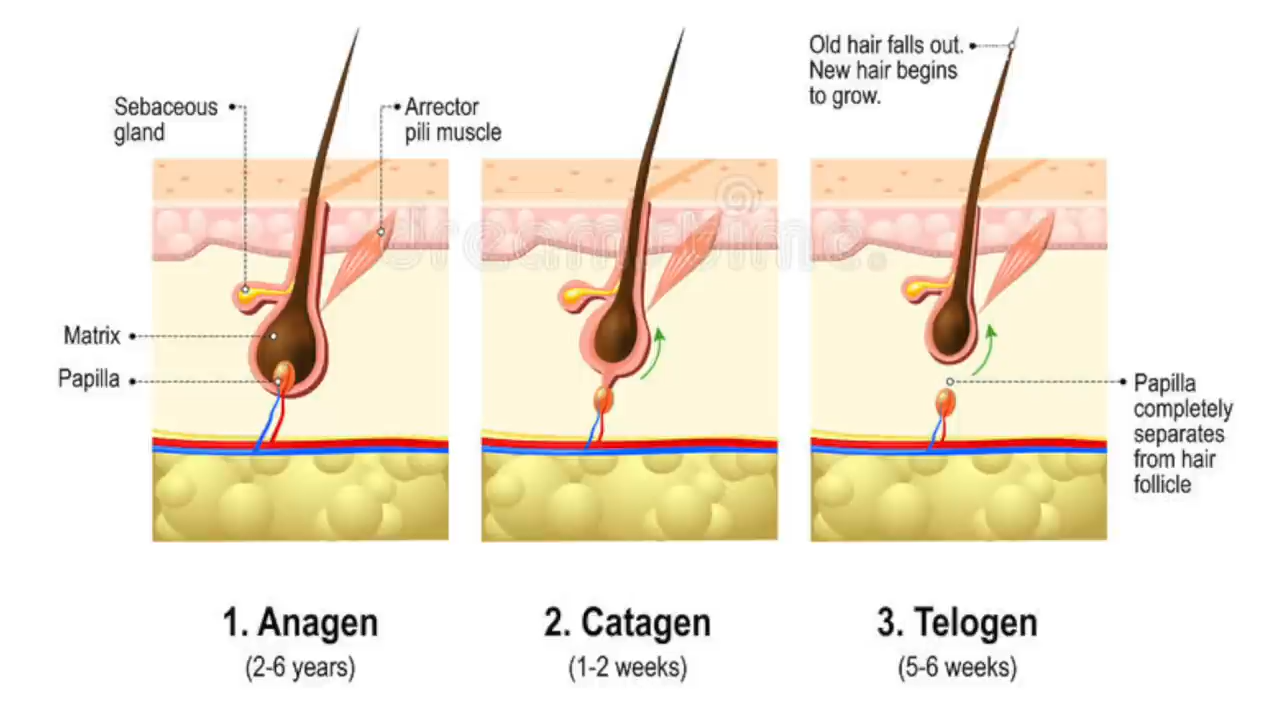 Old hair falls out.
New hair begins
to grow.
Sebaceous
gland
Arrector
pili muscle
Matrix
Papilla
Papilla
completely
separates
from hair
follicle
dreamstime.
1. Anagen
2. Catagen
3. Telogen
(2-6 years)
(1-2 weeks)
(5-6 weeks)